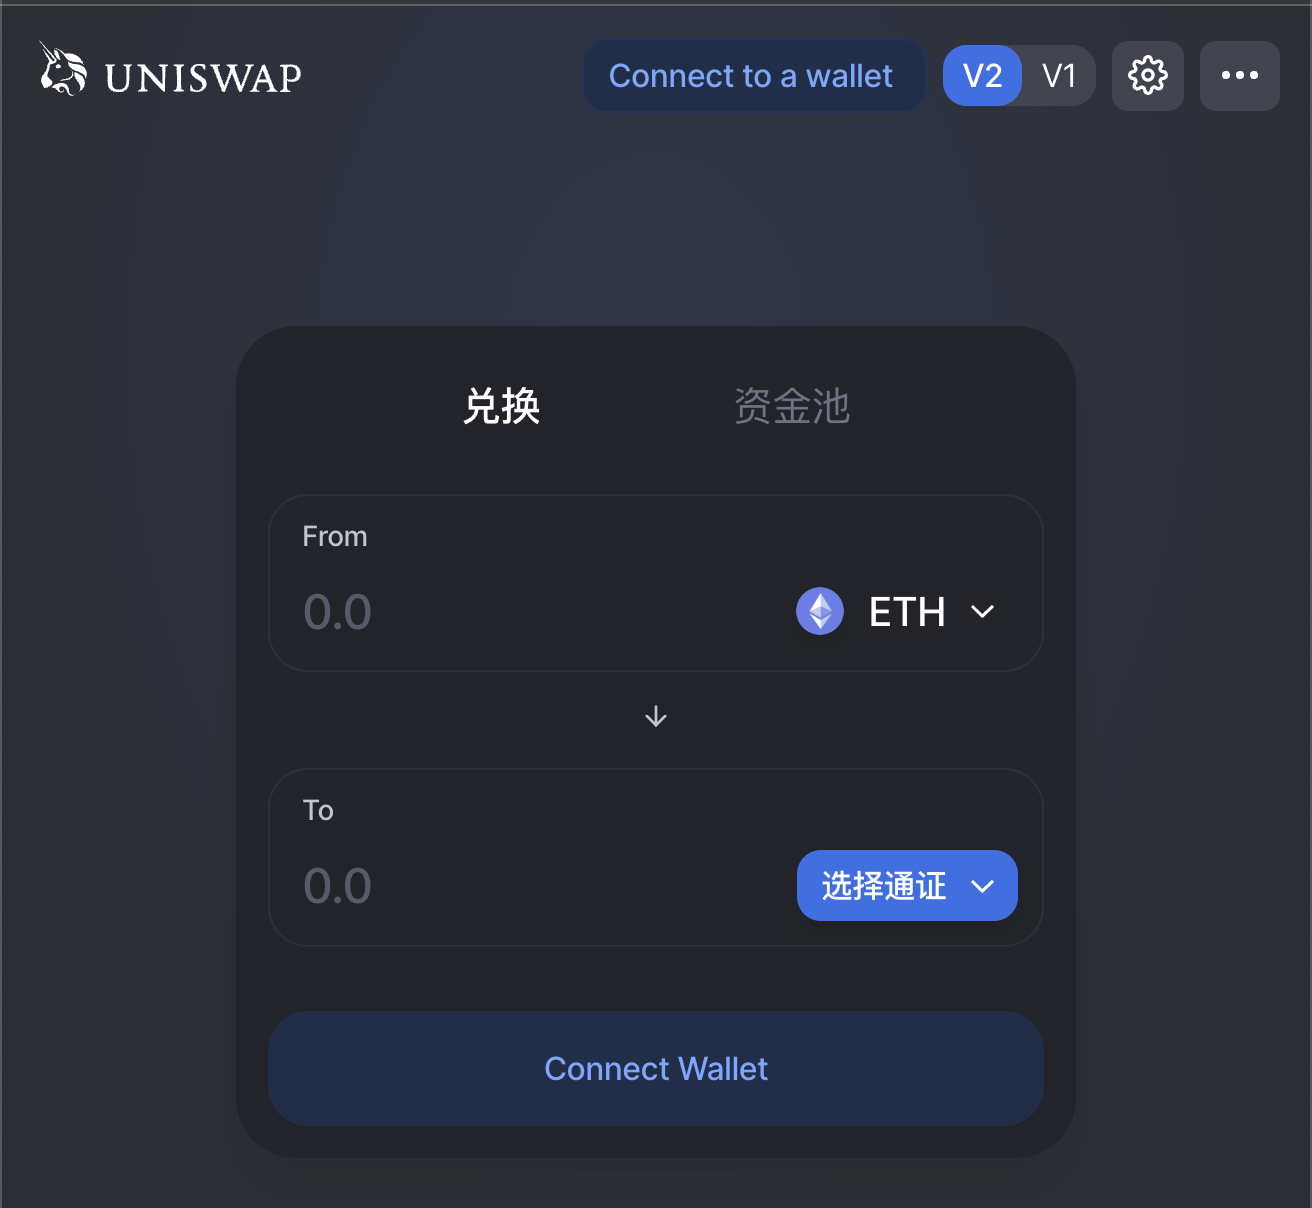 UNISWAP
Connect to a wallet
V2 V1
兑换 资金池
From
0.0 ETH
To
0.0 选择通证
Connect Wallet